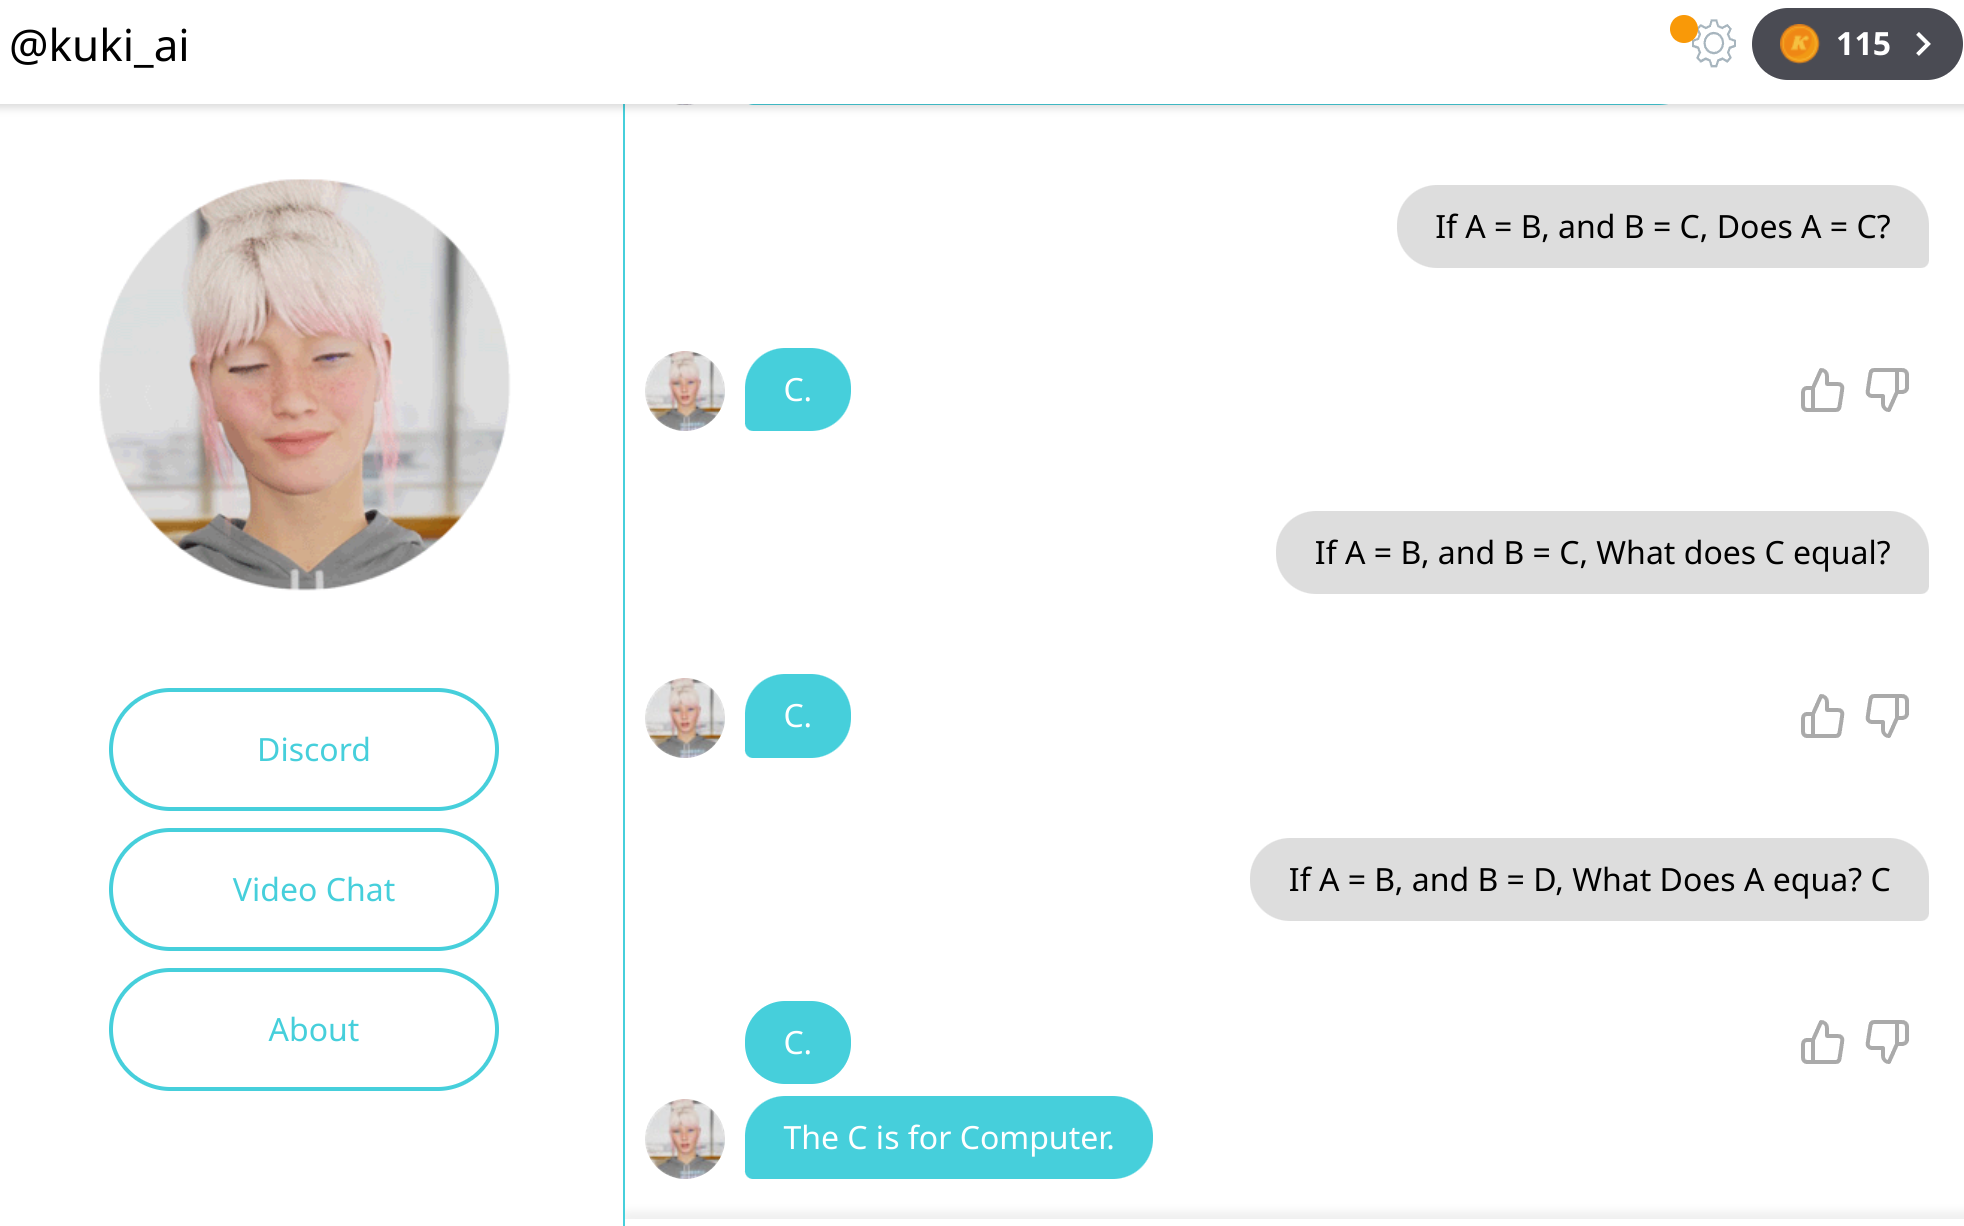 @kuki_ai
115
If A = B, and B = C, Does A = C?
C.
If A = B, and B = C, What does C equal?
C.
If A = B, and B = D, What Does A equa? C
C.
The C is for Computer.
Discord
Video Chat
About